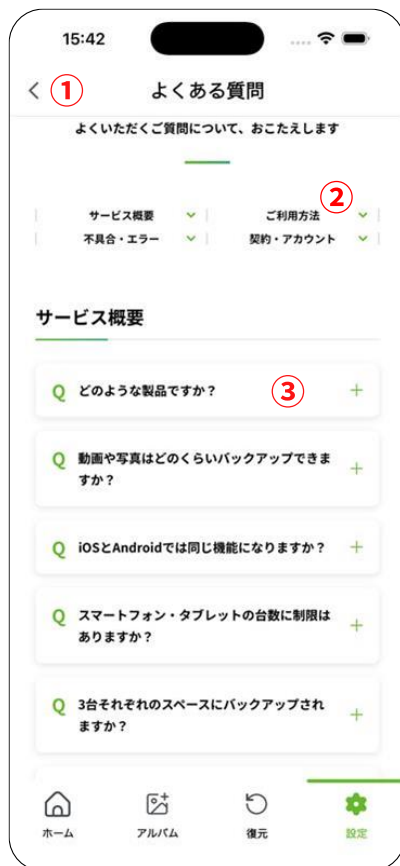 15:42
① よくある質問
よくいただくご質問について、おこたえします
②
サービス概要 ご利用方法
不具合・エラー 契約・アカウント
サービス概要
Q どのような製品ですか？ ③
Q 動画や写真はどのくらいバックアップできま
すか？
Q iOSとAndroidでは同じ機能になりますか？
Q スマートフォン・タブレットの台数に制限は
ありますか？
Q 3台それぞれのスペースにバックアップされ
ますか？
ホーム アルバム 復元 設定